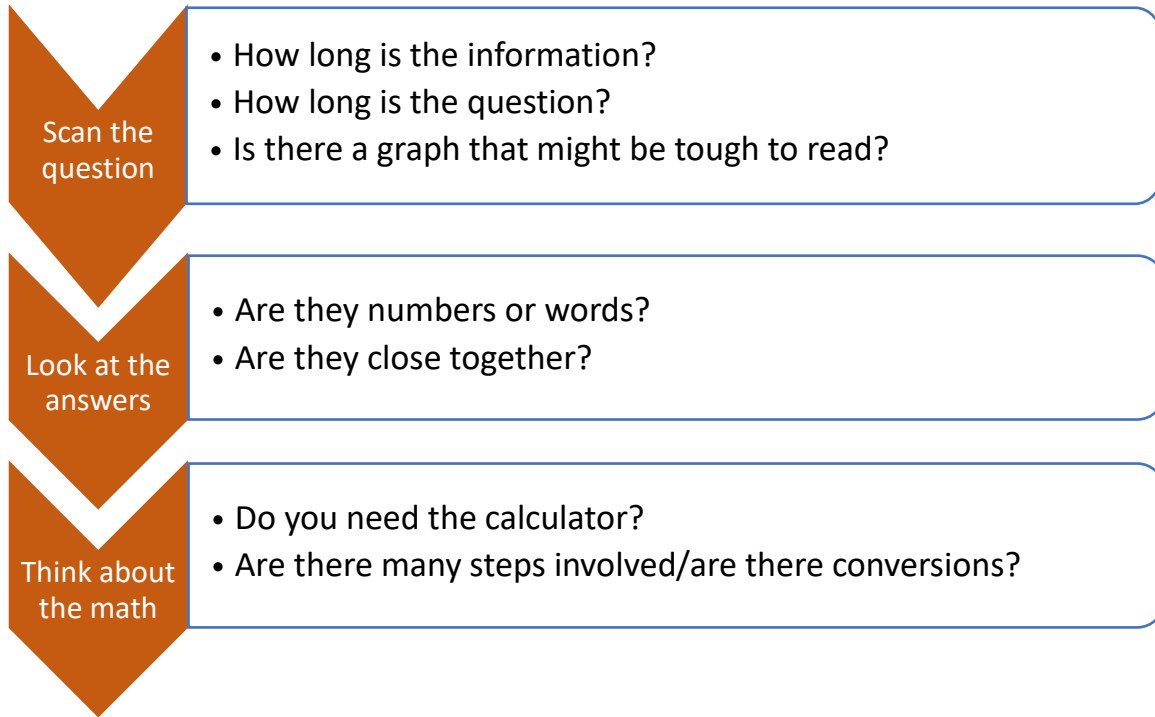 Scan the
question
• How long is the information?
• How long is the question?
• Is there a graph that might be tough to read?
Look at the
answers
• Are they numbers or words?
• Are they close together?
Think about
the math
• Do you need the calculator?
• Are there many steps involved/are there conversions?